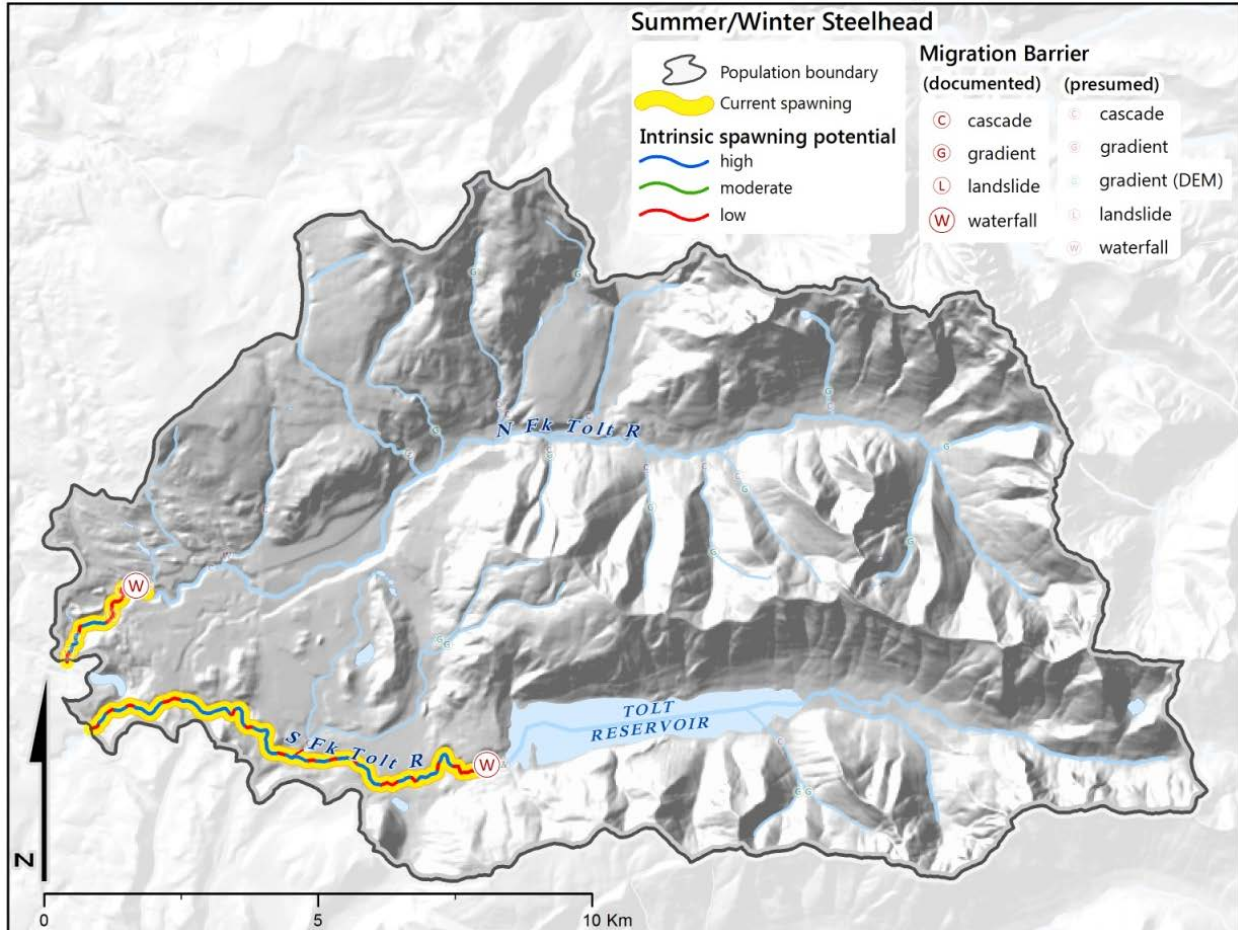 Summer/Winter Steelhead
Population boundary
Current spawning
Intrinsic spawning potential
high
moderate
low
Migration Barrier
(documented)
C cascade
G gradient
L landslide
W waterfall
(presumed)
C cascade
G gradient
G gradient (DEM)
L landslide
W waterfall
N Fk Tolt R
W
TOLT
RESERVOIR
S Fk Tolt R
W
N
0 5 10 Km